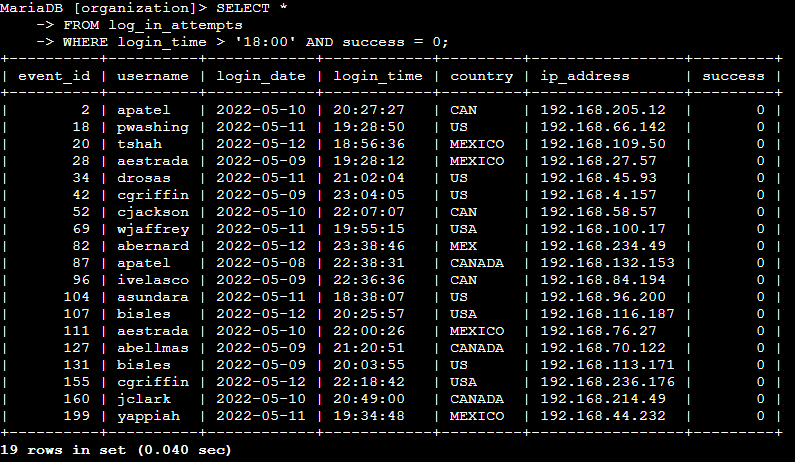 MariaDB [organization]> SELECT *
    -> FROM log_in_attempts
    -> WHERE login_time > '18:00' AND success = 0;
+----------+----------+------------+------------+---------+-----------------+---------+
| event_id | username | login_date | login_time | country | ip_address      | success |
+----------+----------+------------+------------+---------+-----------------+---------+
|        2 | apatel   | 2022-05-10 | 20:27:27   | CAN     | 192.168.205.12  |       0 |
|       18 | pwashing | 2022-05-11 | 19:28:50   | US      | 192.168.66.142  |       0 |
|       20 | tshah    | 2022-05-12 | 18:56:36   | MEXICO  | 192.168.109.50  |       0 |
|       28 | aestrada | 2022-05-09 | 19:28:12   | MEXICO  | 192.168.27.57   |       0 |
|       34 | drosas   | 2022-05-11 | 21:02:04   | US      | 192.168.45.93   |       0 |
|       42 | cgriffin | 2022-05-09 | 23:04:05   | US      | 192.168.4.157   |       0 |
|       52 | cjackson | 2022-05-10 | 22:07:07   | CAN     | 192.168.58.57   |       0 |
|       69 | wjaffrey | 2022-05-11 | 19:55:15   | USA     | 192.168.100.17  |       0 |
|       82 | abernard | 2022-05-12 | 23:38:46   | MEX     | 192.168.234.49  |       0 |
|       87 | apatel   | 2022-05-08 | 22:38:31   | CANADA  | 192.168.132.153 |       0 |
|       96 | ivelasco | 2022-05-09 | 22:36:36   | CAN     | 192.168.84.194  |       0 |
|      104 | asundara | 2022-05-11 | 18:38:07   | US      | 192.168.96.200  |       0 |
|      107 | bisles   | 2022-05-12 | 20:25:57   | USA     | 192.168.116.187 |       0 |
|      111 | aestrada | 2022-05-10 | 22:00:26   | MEXICO  | 192.168.76.27   |       0 |
|      127 | abellmas | 2022-05-09 | 21:20:51   | CANADA  | 192.168.70.122  |       0 |
|      131 | bisles   | 2022-05-09 | 20:03:55   | US      | 192.168.113.171 |       0 |
|      155 | cgriffin | 2022-05-12 | 22:18:42   | USA     | 192.168.236.176 |       0 |
|      160 | jclark   | 2022-05-10 | 20:49:00   | CANADA  | 192.168.214.49  |       0 |
|      199 | yappiah  | 2022-05-11 | 19:34:48   | MEXICO  | 192.168.44.232  |       0 |
+----------+----------+------------+------------+---------+-----------------+---------+
19 rows in set (0.040 sec)